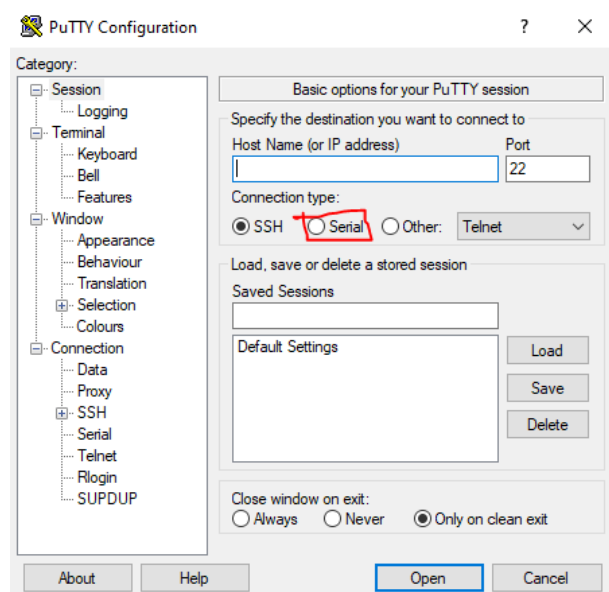 PuTTY Configuration
?
Category:
Session
Logging
Terminal
Keyboard
Bell
Features
Window
Appearance
Behaviour
Translation
Selection
Colours
Connection
Data
Proxy
SSH
Serial
Telnet
Rlogin
SUPDUP
Basic options for your PuTTY session
Specify the destination you want to connect to
Host Name (or IP address) Port
22
Connection type:
SSH Serial Other: Telnet
Load, save or delete a stored session
Saved Sessions
Default Settings
Load
Save
Delete
Close window on exit:
Always Never Only on clean exit
About Help Open Cancel